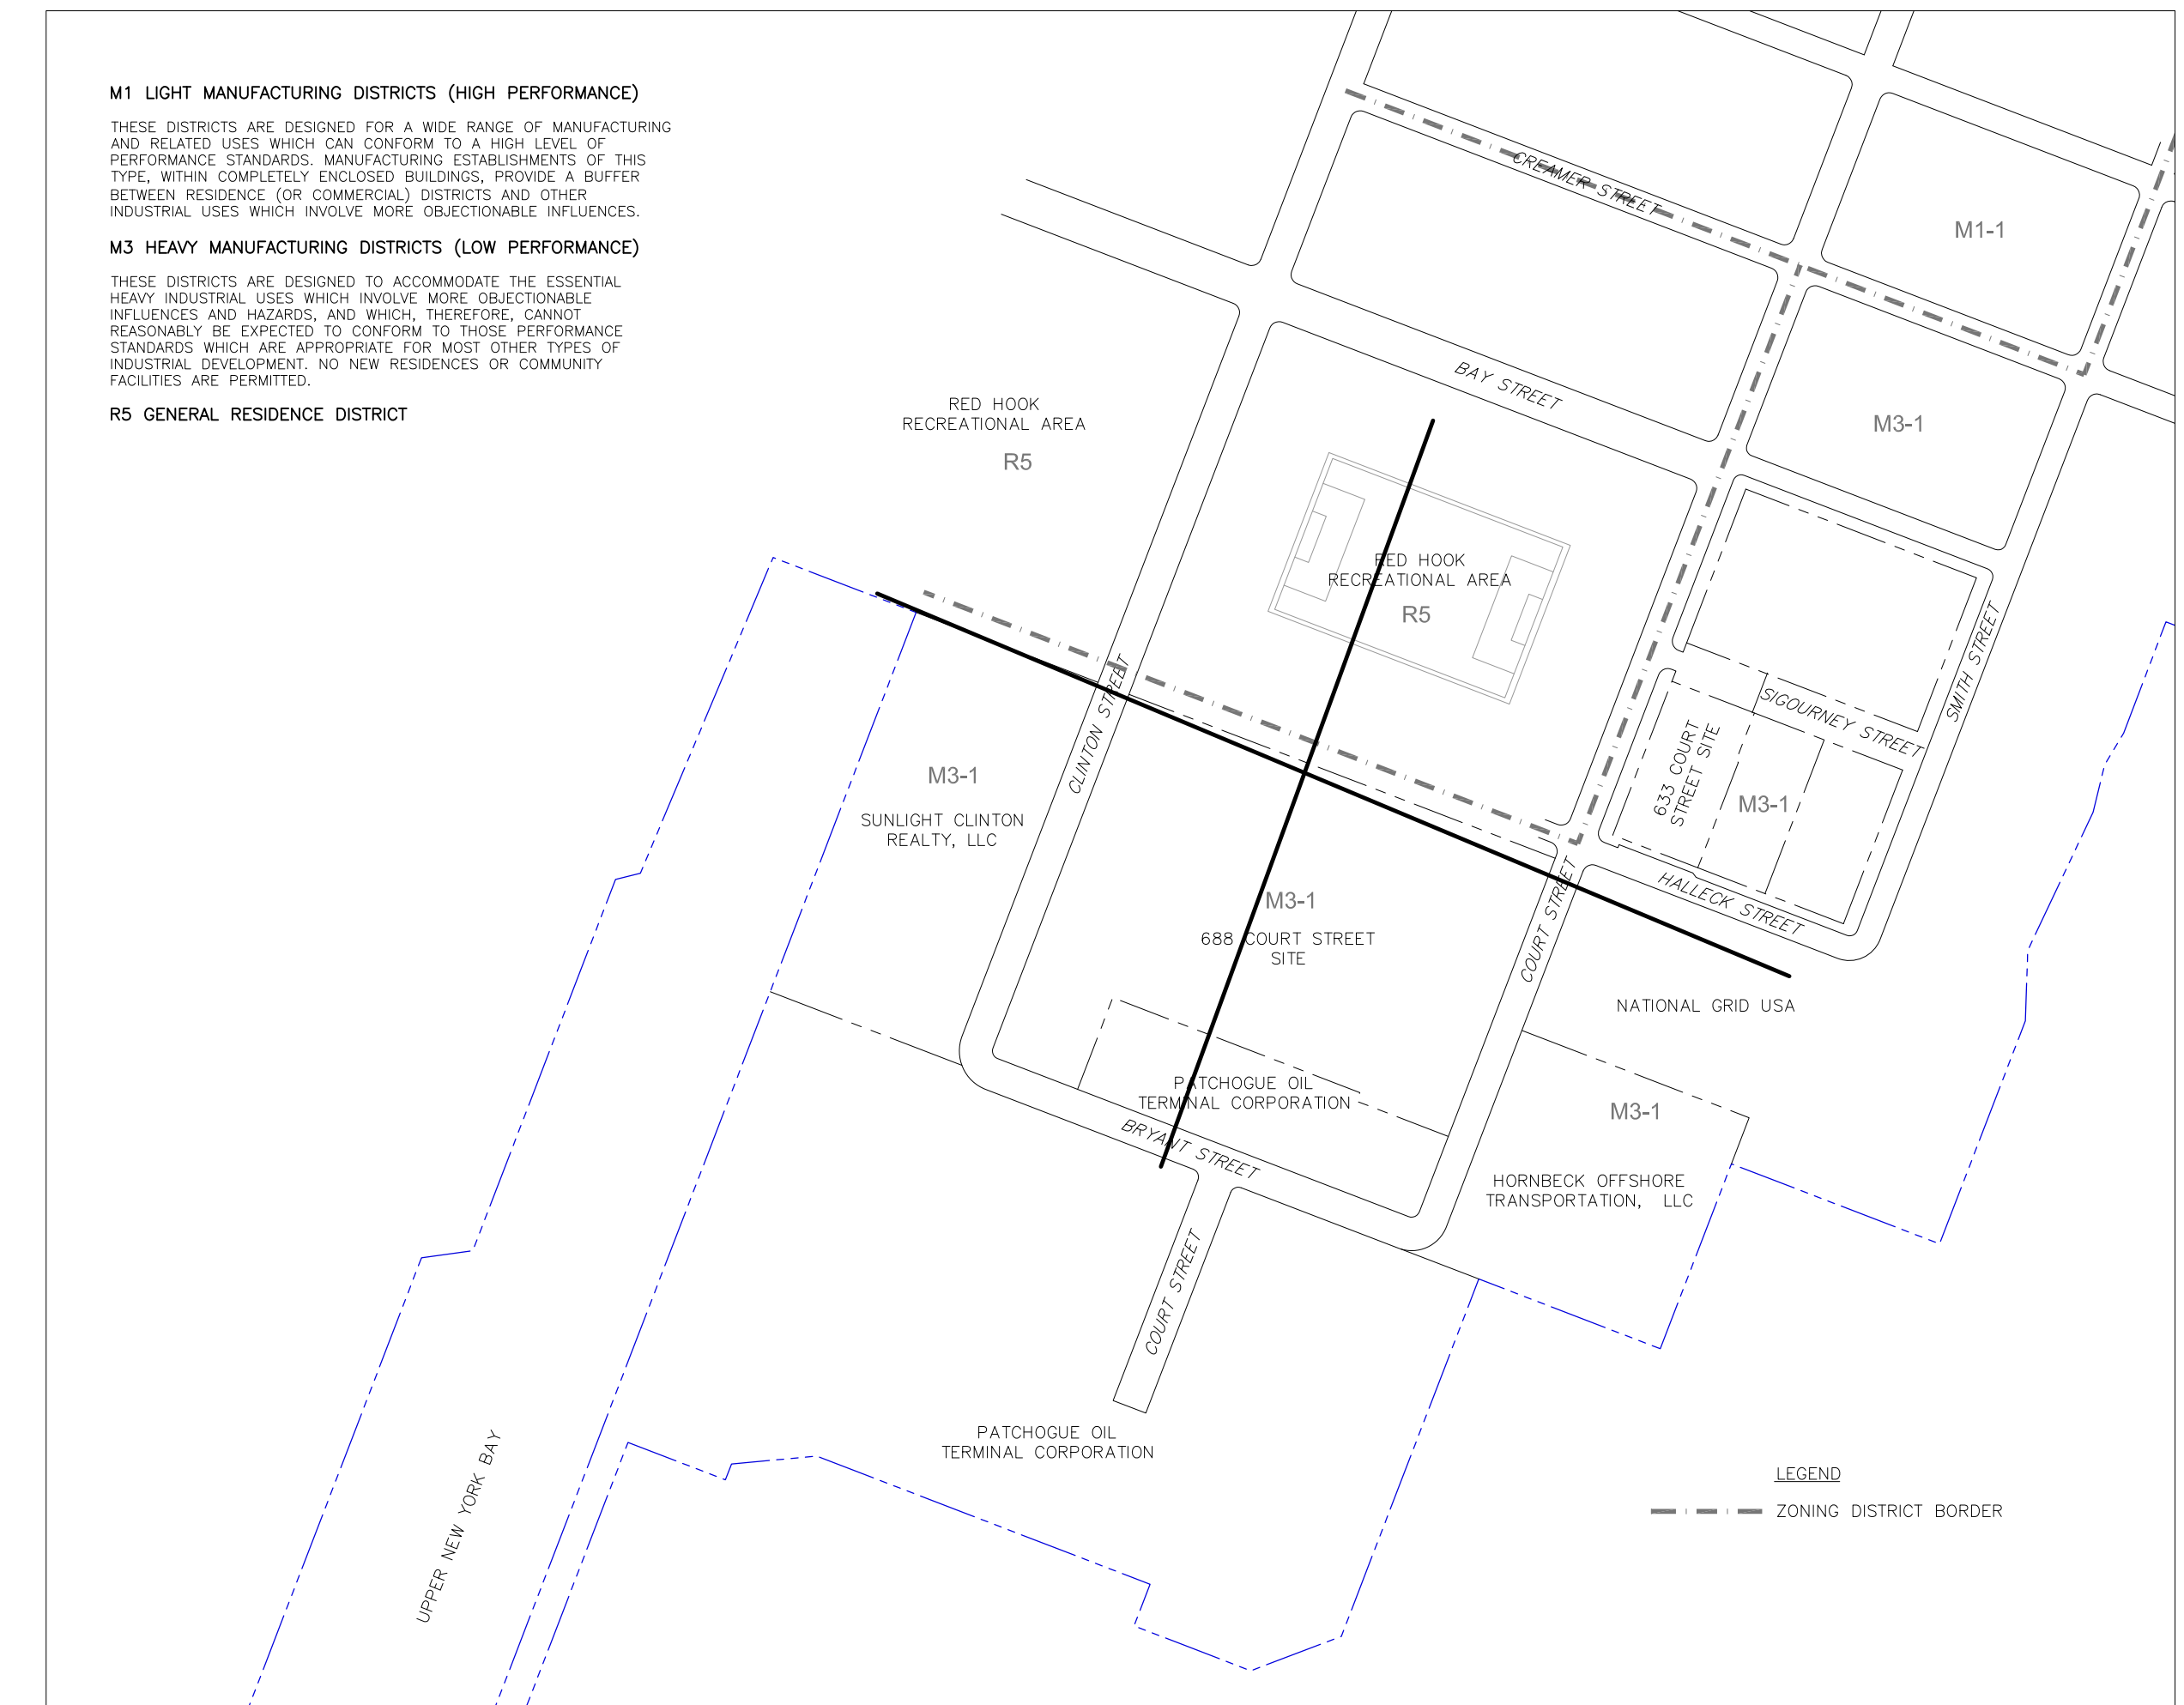 M1 LIGHT MANUFACTURING DISTRICTS (HIGH PERFORMANCE)
THESE DISTRICTS ARE DESIGNED FOR A WIDE RANGE OF MANUFACTURING
AND RELATED USES WHICH CAN CONFORM TO A HIGH LEVEL OF
PERFORMANCE STANDARDS. MANUFACTURING ESTABLISHMENTS OF THIS
TYPE, WITHIN COMPLETELY ENCLOSED BUILDINGS, PROVIDE A BUFFER
BETWEEN RESIDENCE (OR COMMERCIAL) DISTRICTS AND OTHER
INDUSTRIAL USES WHICH INVOLVE MORE OBJECTIONABLE INFLUENCES.
M3 HEAVY MANUFACTURING DISTRICTS (LOW PERFORMANCE)
THESE DISTRICTS ARE DESIGNED TO ACCOMMODATE THE ESSENTIAL
HEAVY INDUSTRIAL USES WHICH INVOLVE MORE OBJECTIONABLE
INFLUENCES AND HAZARDS, AND WHICH, THEREFORE, CANNOT
REASONABLY BE EXPECTED TO CONFORM TO THOSE PERFORMANCE
STANDARDS WHICH ARE APPROPRIATE FOR MOST OTHER TYPES OF
INDUSTRIAL DEVELOPMENT. NO NEW RESIDENCES OR COMMUNITY
FACILITIES ARE PERMITTED.
R5 GENERAL RESIDENCE DISTRICT
CREAMER STREET
M1-1
BAY STREET
M3-1
RED HOOK
RECREATIONAL AREA
R5
RED HOOK
RECREATIONAL AREA
R5
SMITH STREET
SIGOURNEY STREET
633 COURT
STREET SITE
M3-1
CLINTON STREET
M3-1
SUNLIGHT CLINTON
REALTY, LLC
HALLECK STREET
M3-1
688 COURT STREET
SITE
COURT STREET
NATIONAL GRID USA
PATCHOGUE OIL
TERMINAL CORPORATION
M3-1
BRYANT STREET
HORNBECK OFFSHORE
TRANSPORTATION, LLC
COURT STREET
PATCHOGUE OIL
TERMINAL CORPORATION
UPPER NEW YORK BAY
LEGEND
ZONING DISTRICT BORDER